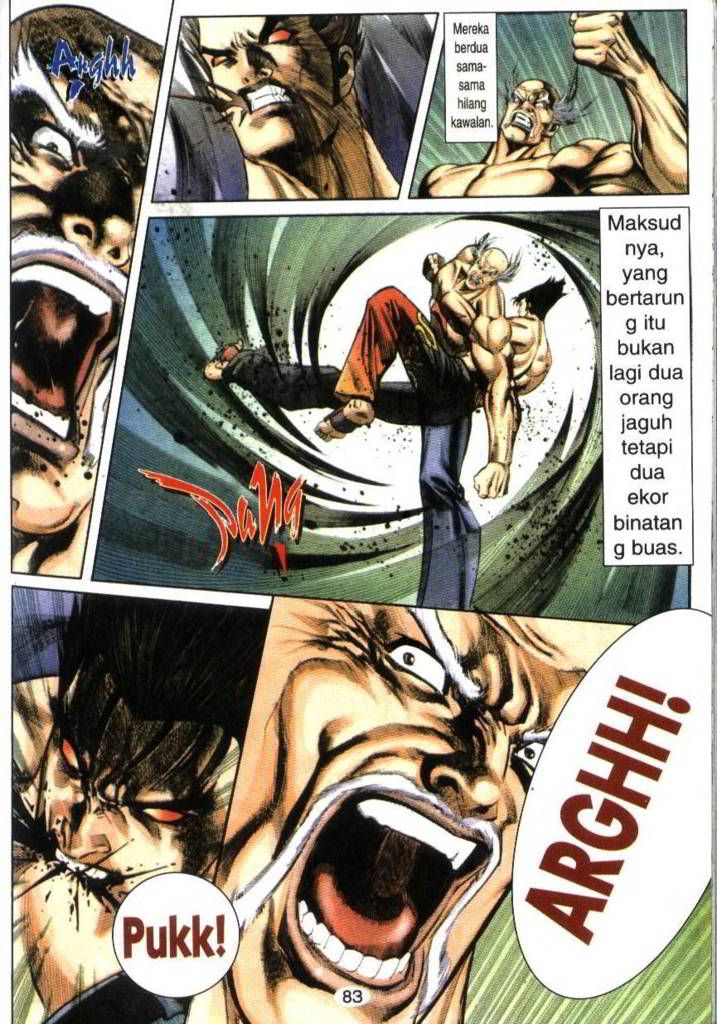 Arghh
Mereka
berdua
sama-
sama
hilang
kawalan.
Maksud
nya,
yang
bertarun
g itu
bukan
lagi dua
orang
jaguh
tetapi
dua
ekor
binatan
g buas.
Pang
!
ARGHH!
Pukk!
83